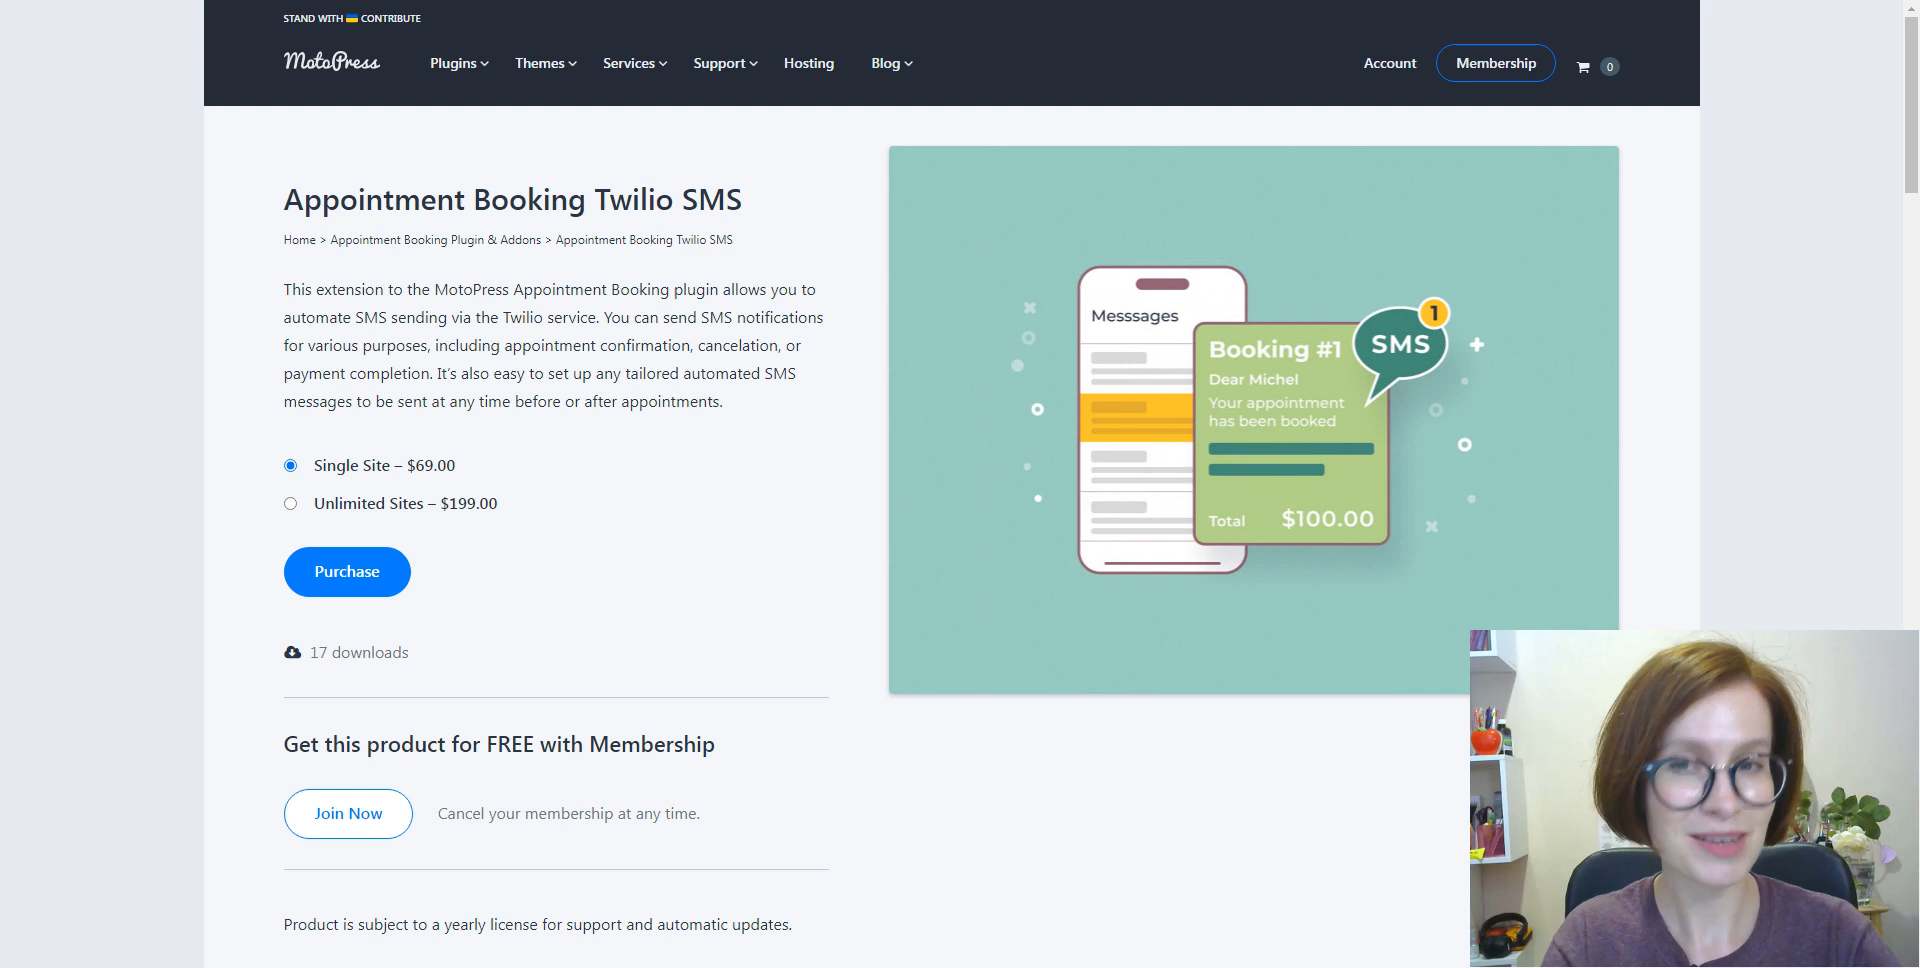 STAND WITH CONTRIBUTE
MotoPress
Plugins
Themes
Services
Support
Hosting
Blog
Account
Membership
0
Appointment Booking Twilio SMS
Home > Appointment Booking Plugin & Addons > Appointment Booking Twilio SMS
This extension to the MotoPress Appointment Booking plugin allows you to
automate SMS sending via the Twilio service. You can send SMS notifications
for various purposes, including appointment confirmation, cancelation, or
payment completion. It's also easy to set up any tailored automated SMS
messages to be sent at any time before or after appointments.
Single Site – $69.00
Unlimited Sites – $199.00
Purchase
17 downloads
Get this product for FREE with Membership
Join Now
Cancel your membership at any time.
Product is subject to a yearly license for support and automatic updates.
Messsages
Booking #1
SMS
1
Dear Michel
Your appointment
has been booked
Total $100.00